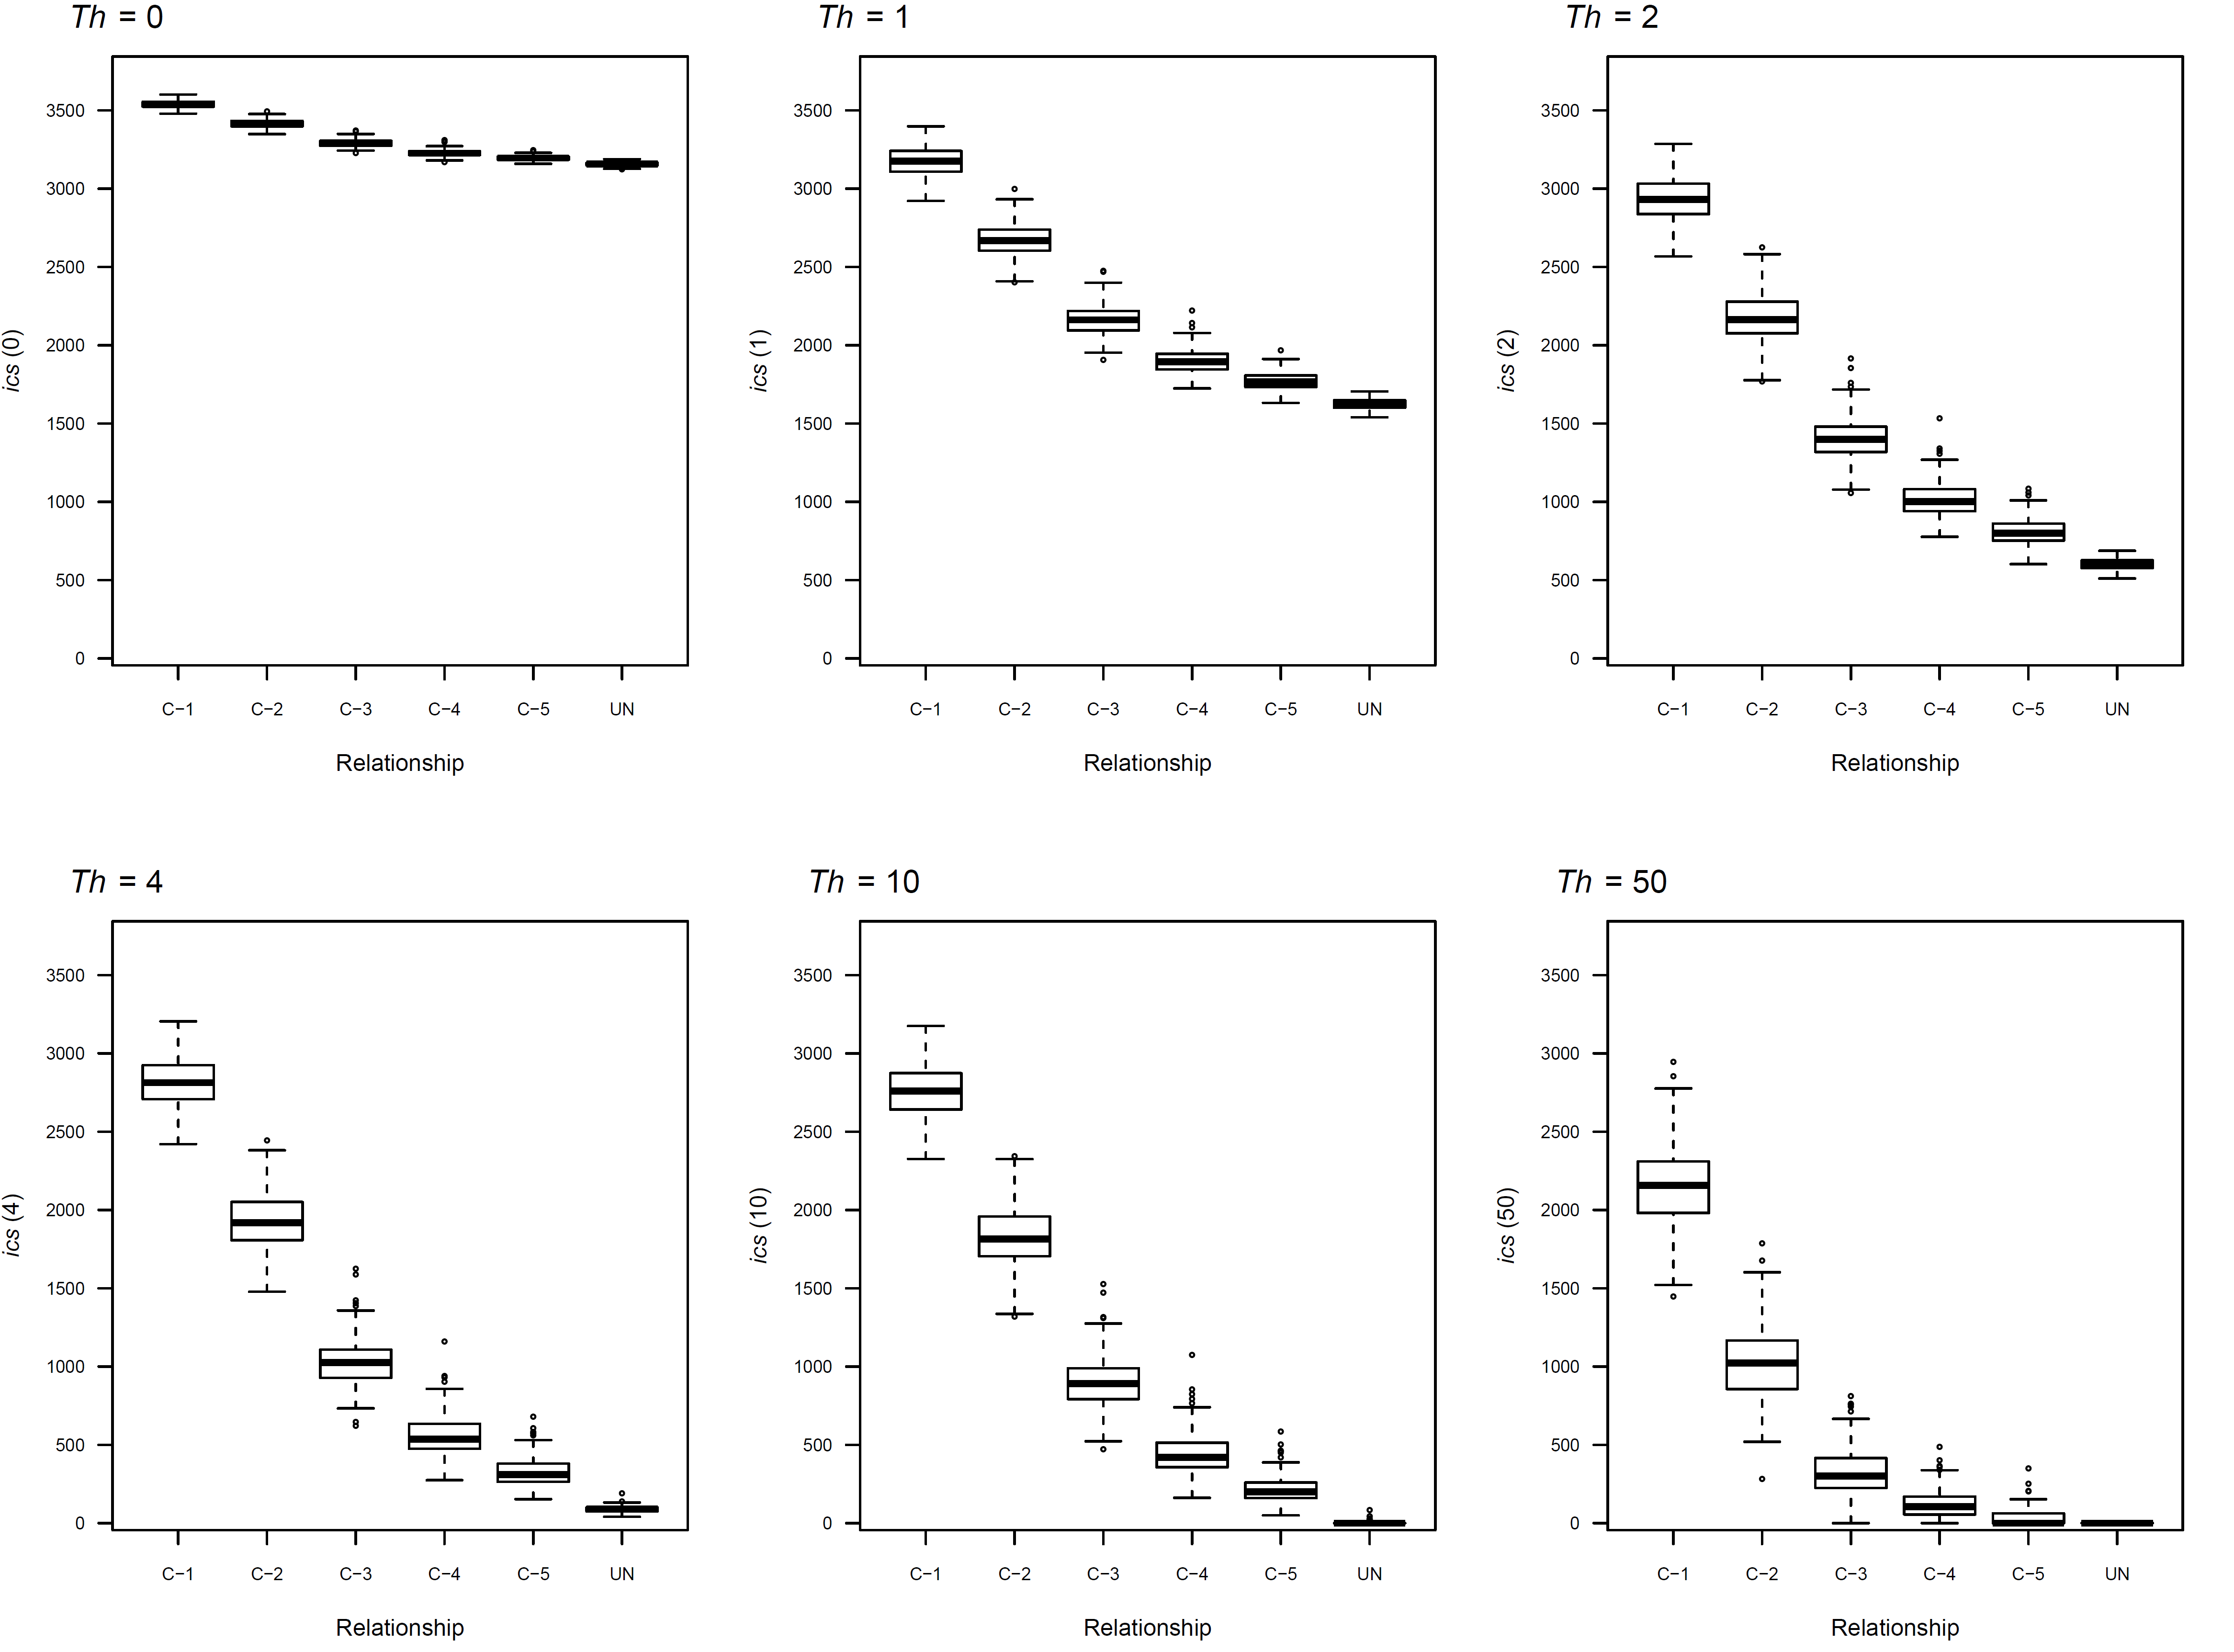 Th = 0
ics (0)
3500
3000
2500
2000
1500
1000
500
0
C−1 C−2 C−3 C−4 C−5 UN
Relationship
Th = 1
ics (1)
3500
3000
2500
2000
1500
1000
500
0
C−1 C−2 C−3 C−4 C−5 UN
Relationship
Th = 2
ics (2)
3500
3000
2500
2000
1500
1000
500
0
C−1 C−2 C−3 C−4 C−5 UN
Relationship
Th = 4
ics (4)
3500
3000
2500
2000
1500
1000
500
0
C−1 C−2 C−3 C−4 C−5 UN
Relationship
Th = 10
ics (10)
3500
3000
2500
2000
1500
1000
500
0
C−1 C−2 C−3 C−4 C−5 UN
Relationship
Th = 50
ics (50)
3500
3000
2500
2000
1500
1000
500
0
C−1 C−2 C−3 C−4 C−5 UN
Relationship